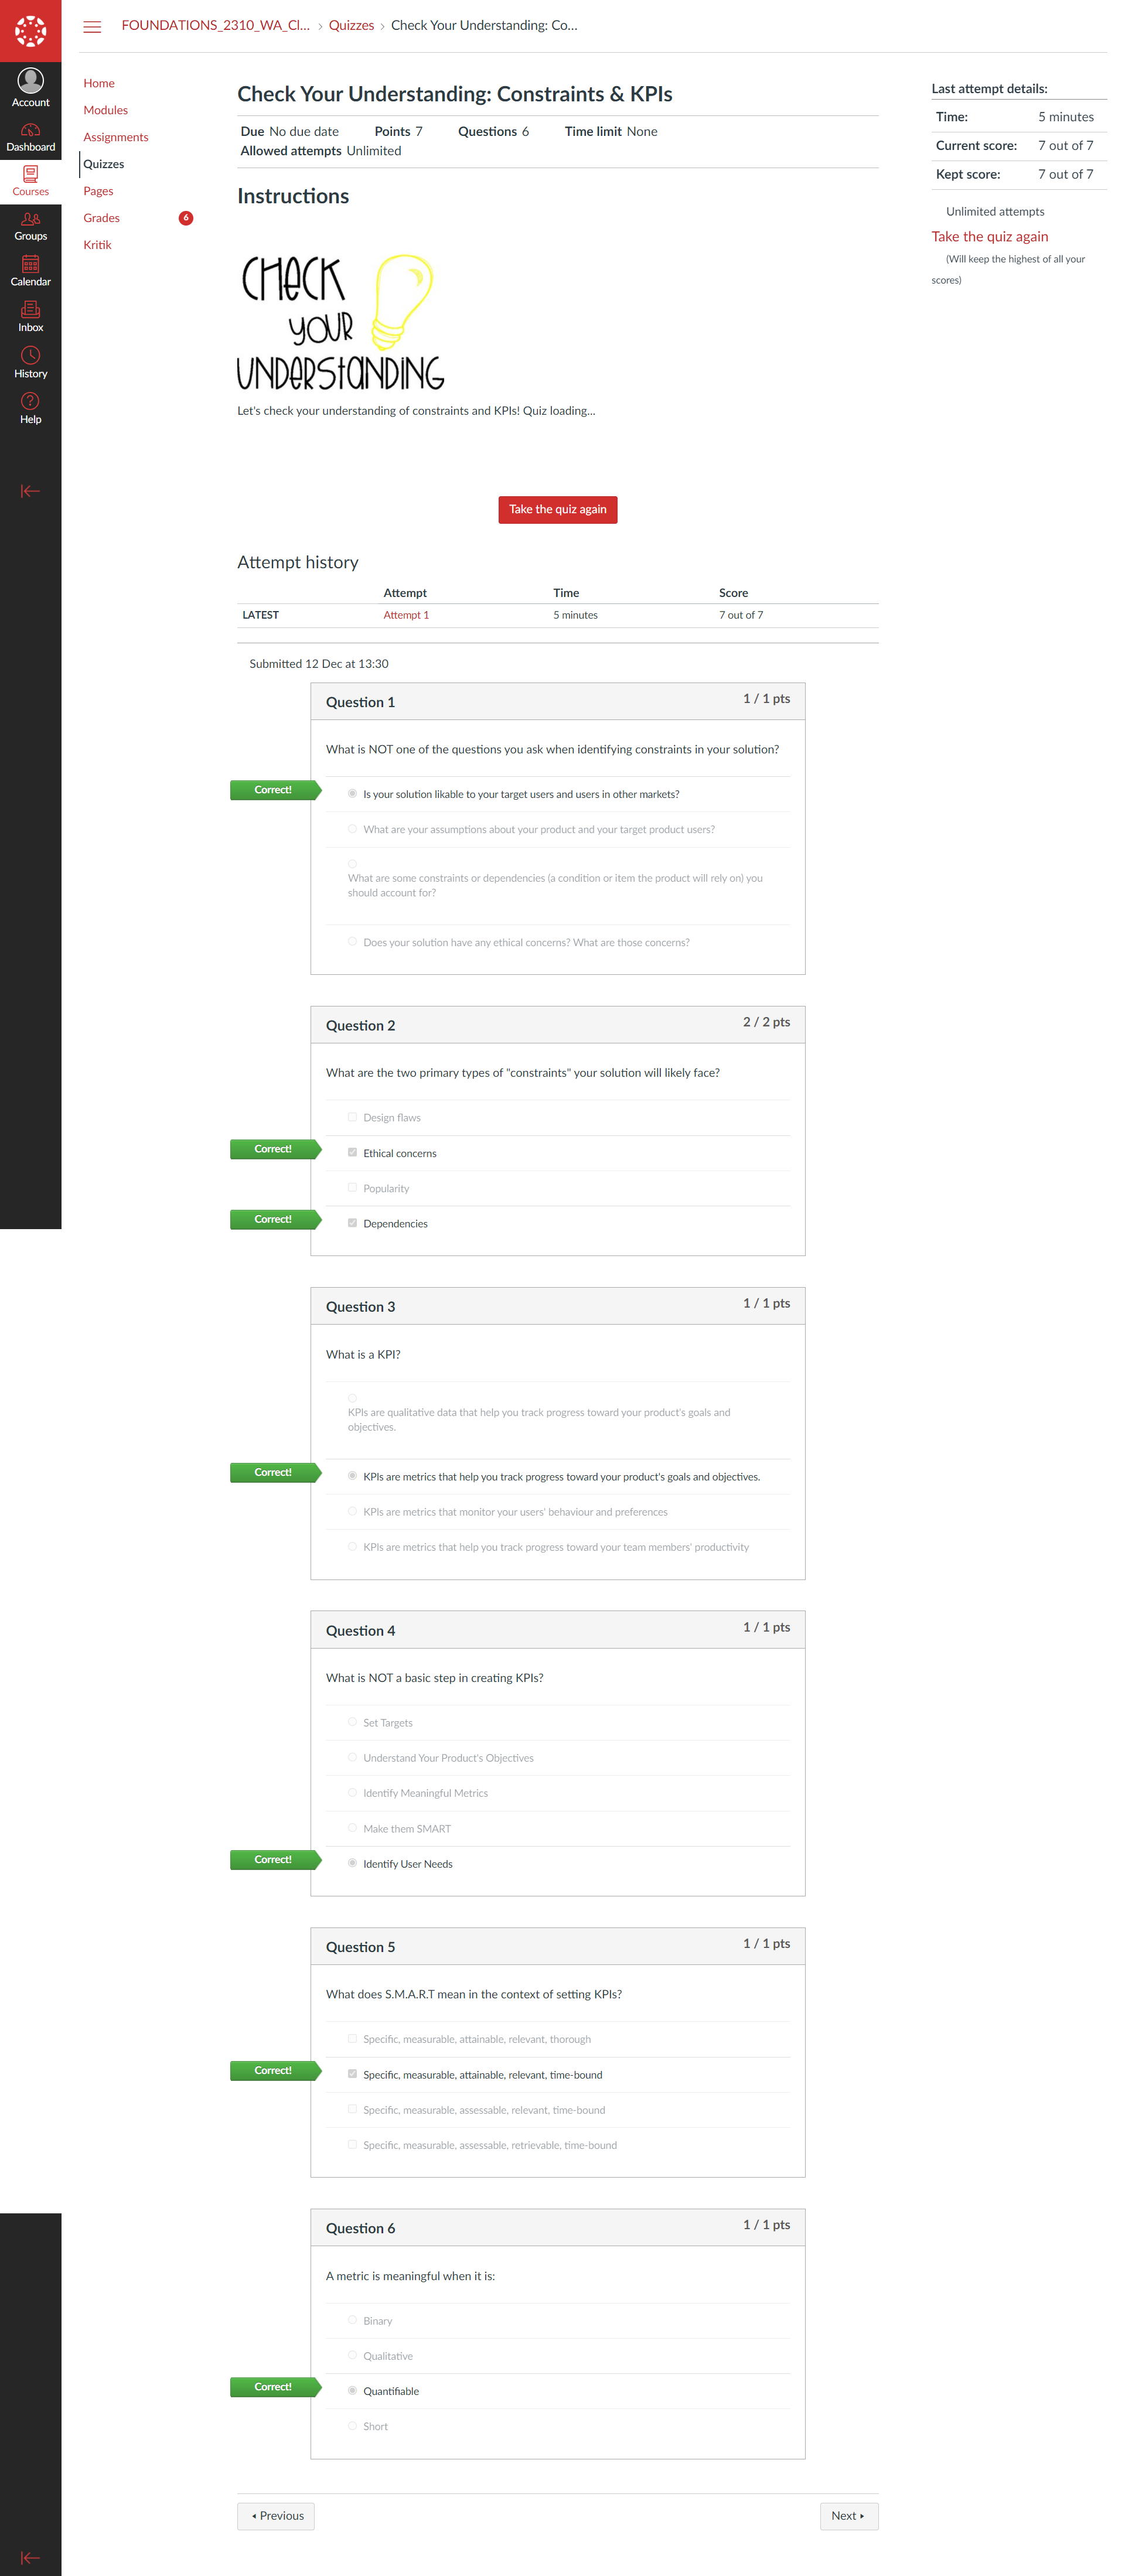 FOUNDATIONS_2310_WA_Cl... › Quizzes › Check Your Understanding: Co...
Account
Dashboard
Courses
Groups
Calendar
Inbox
History
Help
Home
Modules
Assignments
Quizzes
Pages
Grades 6
Kritik
Check Your Understanding: Constraints & KPIs
Due No due date Points 7 Questions 6 Time limit None
Allowed attempts Unlimited
Instructions
CHECK
YOUR
UNDERSTANDING
Let's check your understanding of constraints and KPIs! Quiz loading...
Take the quiz again
Attempt history
Attempt Time Score
LATEST Attempt 1 5 minutes 7 out of 7
Submitted 12 Dec at 13:30
Question 1 1 / 1 pts
What is NOT one of the questions you ask when identifying constraints in your solution?
Correct! Is your solution likable to your target users and users in other markets?
What are your assumptions about your product and your target product users?
What are some constraints or dependencies (a condition or item the product will rely on) you
should account for?
Does your solution have any ethical concerns? What are those concerns?
Question 2 2 / 2 pts
What are the two primary types of "constraints" your solution will likely face?
Design flaws
Correct! Ethical concerns
Popularity
Correct! Dependencies
Question 3 1 / 1 pts
What is a KPI?
KPIs are qualitative data that help you track progress toward your product's goals and
objectives.
Correct! KPIs are metrics that help you track progress toward your product's goals and objectives.
KPIs are metrics that monitor your users' behaviour and preferences
KPIs are metrics that help you track progress toward your team members' productivity
Question 4 1 / 1 pts
What is NOT a basic step in creating KPIs?
Set Targets
Understand Your Product's Objectives
Identify Meaningful Metrics
Make them SMART
Correct! Identify User Needs
Question 5 1 / 1 pts
What does S.M.A.R.T mean in the context of setting KPIs?
Specific, measurable, attainable, relevant, thorough
Correct! Specific, measurable, attainable, relevant, time-bound
Specific, measurable, assessable, relevant, time-bound
Specific, measurable, assessable, retrievable, time-bound
Question 6 1 / 1 pts
A metric is meaningful when it is:
Binary
Qualitative
Correct! Quantifiable
Short
Previous Next
Last attempt details:
Time: 5 minutes
Current score: 7 out of 7
Kept score: 7 out of 7
Unlimited attempts
Take the quiz again
(Will keep the highest of all your
scores)